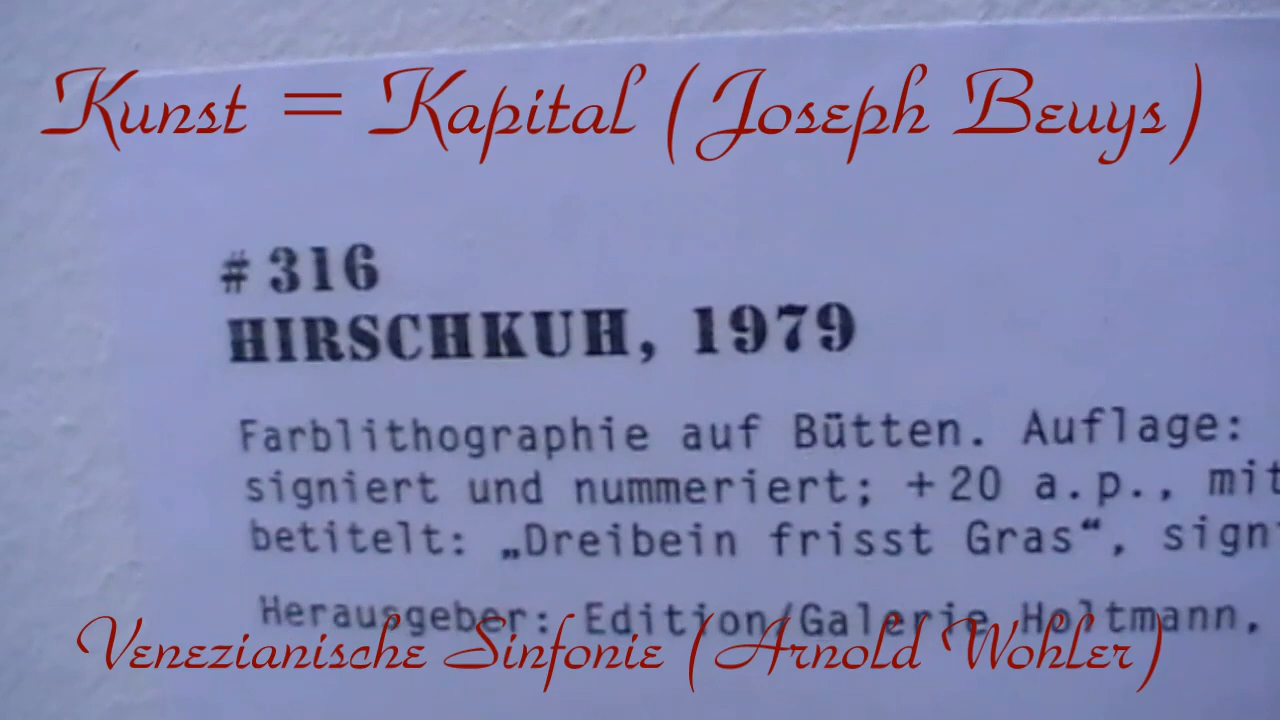 Kunst = Kapital (Joseph Beuys)
# 316
HIRSCHKUH, 1979
Farblithographie auf Bütten. Auflage:
signiert und nummeriert; +20 a.p., mit
betitelt: „Dreibein frisst Gras“, sign
Herausgeber: Edition/Galerie Holtmann,
Venezianische Sinfonie (Arnold Wohler)